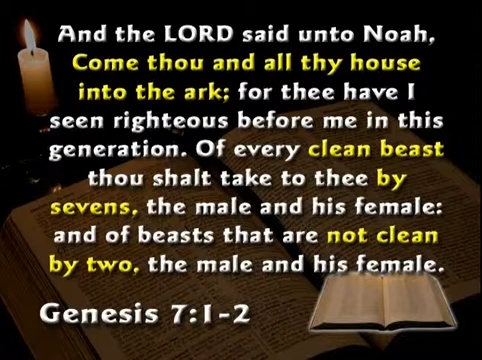 And the LORD said unto Noah,
Come thou and all thy house
into the ark; for thee have I
seen righteous before me in this
generation. Of every clean beast
thou shalt take to thee by
sevens, the male and his female:
and of beasts that are not clean
by two, the male and his female.
Genesis 7:1-2